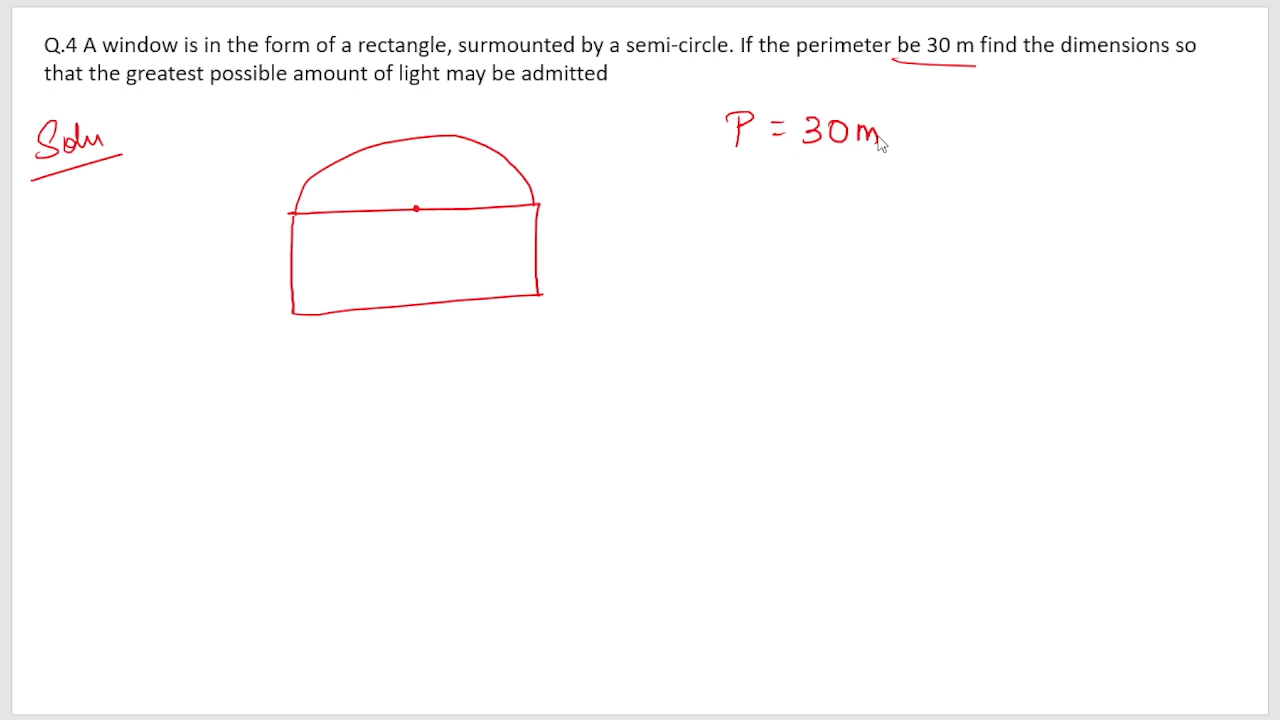 Q.4 A window is in the form of a rectangle, surmounted by a semi-circle. If the perimeter be 30 m find the dimensions so
that the greatest possible amount of light may be admitted
Soln
P = 30m